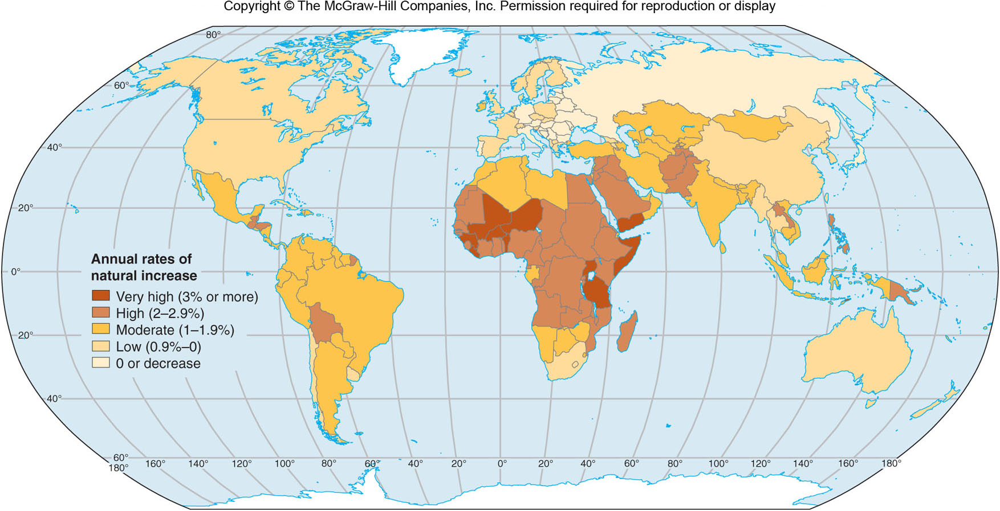 Copyright © The McGraw-Hill Companies, Inc. Permission required for reproduction or display
80°
60°
40°
20°
0°
20°
40°
60°
Annual rates of
natural increase
Very high (3% or more)
High (2–2.9%)
Moderate (1–1.9%)
Low (0.9%–0)
0 or decrease
180° 160° 140° 120° 100° 80° 60° 40° 20° 0° 20° 40° 60° 80° 100° 120° 140° 160° 180°